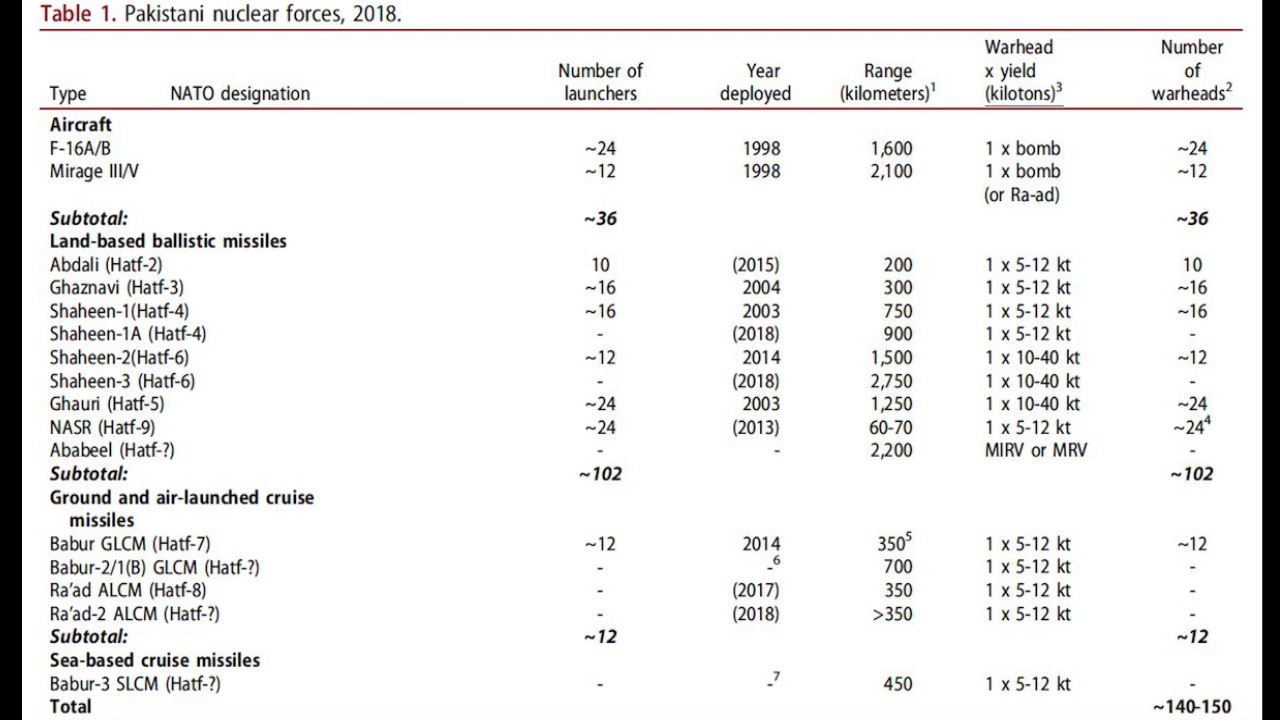 Table 1. Pakistani nuclear forces, 2018.
Type NATO designation Number of launchers Year deployed Range (kilometers)1 Warhead x yield (kilotons)3 Number of warheads2
Aircraft
F-16A/B ~24 1998 1,600 1 x bomb ~24
Mirage III/V ~12 1998 2,100 1 x bomb ~12
(or Ra-ad)
Subtotal: ~36 ~36
Land-based ballistic missiles
Abdali (Hatf-2) 10 (2015) 200 1 x 5-12 kt 10
Ghaznavi (Hatf-3) ~16 2004 300 1 x 5-12 kt ~16
Shaheen-1(Hatf-4) ~16 2003 750 1 x 5-12 kt ~16
Shaheen-1A (Hatf-4) - (2018) 900 1 x 5-12 kt -
Shaheen-2(Hatf-6) ~12 2014 1,500 1 x 10-40 kt ~12
Shaheen-3 (Hatf-6) - (2018) 2,750 1 x 10-40 kt -
Ghauri (Hatf-5) ~24 2003 1,250 1 x 10-40 kt ~24
NASR (Hatf-9) ~24 (2013) 60-70 1 x 5-12 kt ~244
Ababeel (Hatf-?) - - 2,200 MIRV or MRV -
Subtotal: ~102 ~102
Ground and air-launched cruise
missiles
Babur GLCM (Hatf-7) ~12 2014 3505 1 x 5-12 kt ~12
Babur-2/1(B) GLCM (Hatf-?) - -6 700 1 x 5-12 kt -
Ra'ad ALCM (Hatf-8) - (2017) 350 1 x 5-12 kt -
Ra'ad-2 ALCM (Hatf-?) - (2018) >350 1 x 5-12 kt -
Subtotal: ~12 ~12
Sea-based cruise missiles
Babur-3 SLCM (Hatf-?) - -7 450 1 x 5-12 kt -
Total ~140-150